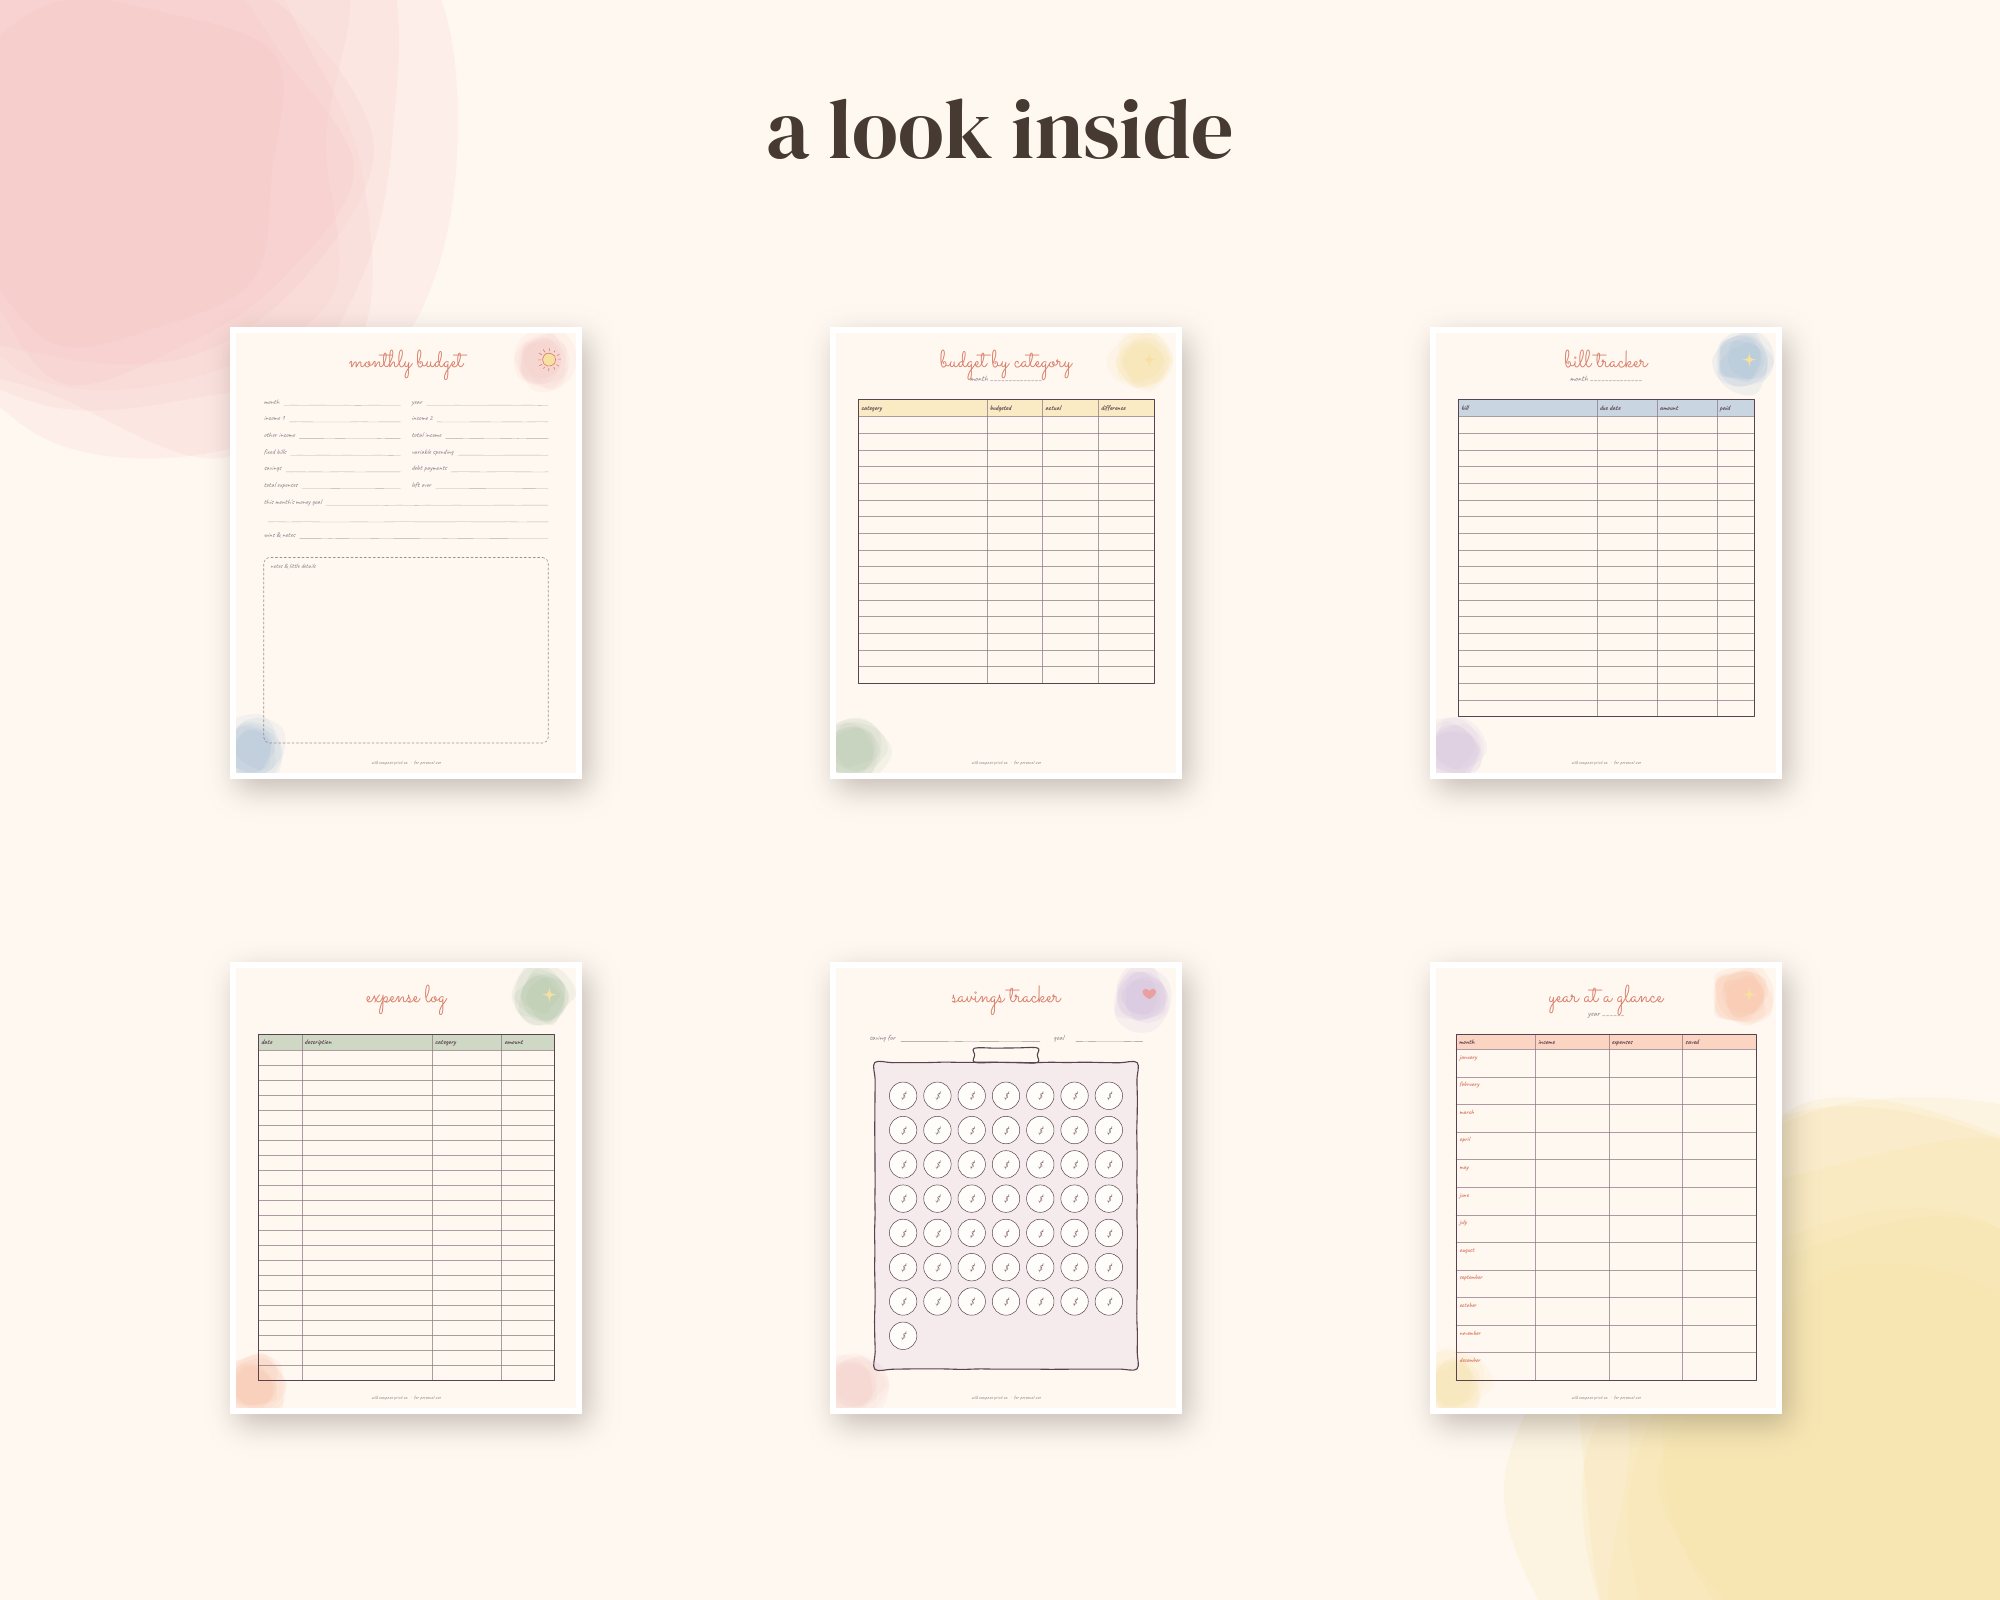 a look inside
monthly budget
month
year
income 1
income 2
other income
total income
fixed bills
variable spending
savings
debt payments
total expenses
left over
this month's money goal
wins & notes
notes & little details
budget by category
month
category budgeted actual difference
bill tracker
month
bill due date amount paid
expense log
date description category amount
savings tracker
saving for
goal
$ $ $ $ $ $ $
$ $ $ $ $ $ $
$ $ $ $ $ $ $
$ $ $ $ $ $ $
$ $ $ $ $ $ $
$ $ $ $ $ $ $
$ $ $ $ $ $ $
$
year at a glance
year
month income expenses saved
january
february
march
april
may
june
july
august
september
october
november
december